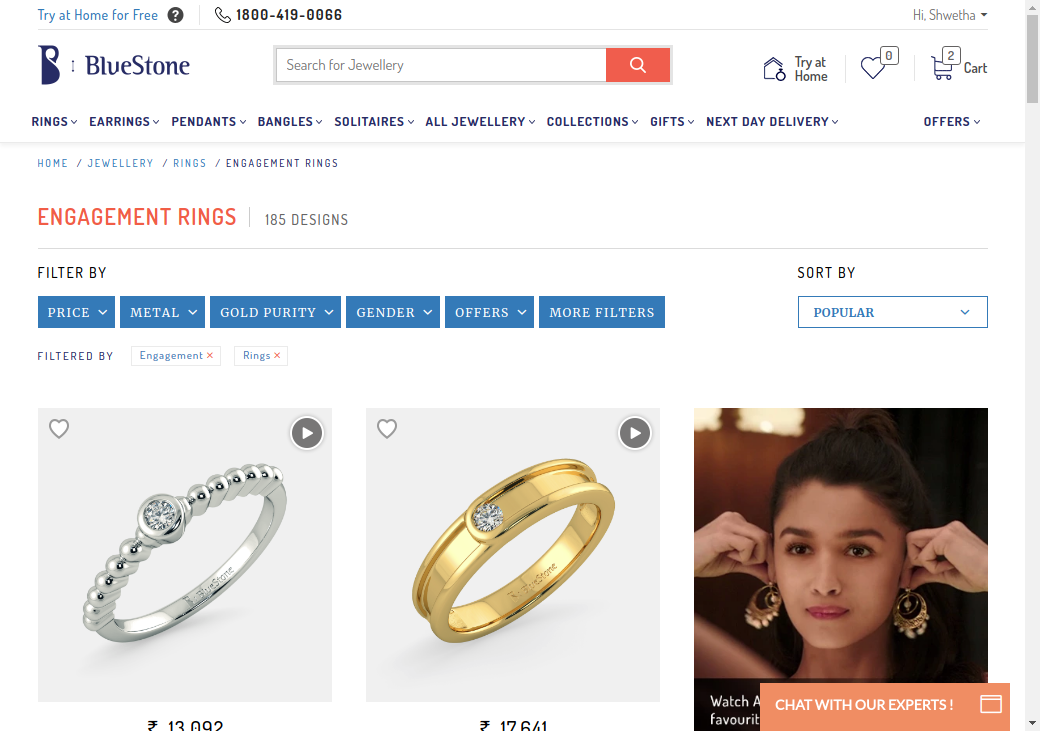 Try at Home for Free ? 1800-419-0066 Hi, Shwetha
BlueStone
Search for Jewellery
Try at Home
0
2
Cart
RINGS EARRINGS PENDANTS BANGLES SOLITAIRES ALL JEWELLERY COLLECTIONS GIFTS NEXT DAY DELIVERY OFFERS
HOME / JEWELLERY / RINGS / ENGAGEMENT RINGS
ENGAGEMENT RINGS 185 DESIGNS
FILTER BY SORT BY
PRICE METAL GOLD PURITY GENDER OFFERS MORE FILTERS POPULAR
FILTERED BY Engagement × Rings ×
BlueStone
BlueStone
Watch A
favourit
CHAT WITH OUR EXPERTS !
₹ 13,092 ₹ 17,641